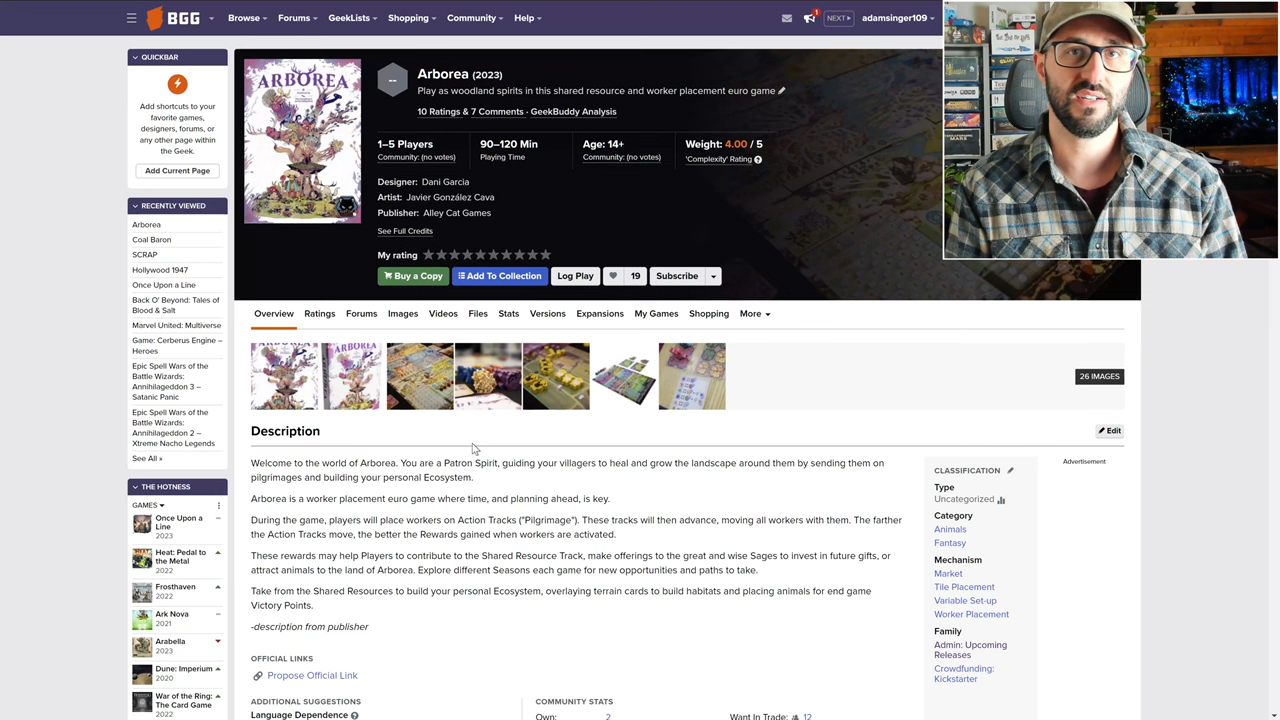 BGG
Browse
Forums
GeekLists
Shopping
Community
Help
1
NEXT
adamsinger109
QUICKBAR
Add shortcuts to your
favorite games,
designers, forums, or
any other page within
the Geek.
Add Current Page
RECENTLY VIEWED
Arborea
Coal Baron
SCRAP
Hollywood 1947
Once Upon a Line
Back O' Beyond: Tales of
Blood & Salt
Marvel United: Multiverse
Game: Cerberus Engine –
Heroes
Epic Spell Wars of the
Battle Wizards:
Annihilageddon 3 –
Satanic Panic
Epic Spell Wars of the
Battle Wizards:
Annihilageddon 2 –
Xtreme Nacho Legends
See All »
THE HOTNESS
GAMES
Once Upon a
Line
2023
Heat: Pedal to
the Metal
2022
Frosthaven
2022
Ark Nova
2021
Arabella
2023
Dune: Imperium
2020
War of the Ring:
The Card Game
2022
ARBOREA
--
Arborea (2023)
Play as woodland spirits in this shared resource and worker placement euro game
10 Ratings & 7 Comments · GeekBuddy Analysis
1–5 Players
Community: (no votes)
90–120 Min
Playing Time
Age: 14+
Community: (no votes)
Weight: 4.00 / 5
'Complexity' Rating
Designer: Dani Garcia
Artist: Javier González Cava
Publisher: Alley Cat Games
See Full Credits
My rating
Buy a Copy
Add To Collection
Log Play
19
Subscribe
Overview
Ratings
Forums
Images
Videos
Files
Stats
Versions
Expansions
My Games
Shopping
More
26 IMAGES
Description
Edit
Welcome to the world of Arborea. You are a Patron Spirit, guiding your villagers to heal and grow the landscape around them by sending them on
pilgrimages and building your personal Ecosystem.
Arborea is a worker placement euro game where time, and planning ahead, is key.
During the game, players will place workers on Action Tracks ("Pilgrimage"). These tracks will then advance, moving all workers with them. The farther
the Action Tracks move, the better the Rewards gained when workers are activated.
These rewards may help Players to contribute to the Shared Resource Track, make offerings to the great and wise Sages to invest in future gifts, or
attract animals to the land of Arborea. Explore different Seasons each game for new opportunities and paths to take.
Take from the Shared Resources to build your personal Ecosystem, overlaying terrain cards to build habitats and placing animals for end game
Victory Points.
-description from publisher
OFFICIAL LINKS
Propose Official Link
ADDITIONAL SUGGESTIONS
Language Dependence
COMMUNITY STATS
Own: 2
Want In Trade: 12
CLASSIFICATION
Type
Uncategorized
Category
Animals
Fantasy
Mechanism
Market
Tile Placement
Variable Set-up
Worker Placement
Family
Admin: Upcoming
Releases
Crowdfunding:
Kickstarter
Advertisement